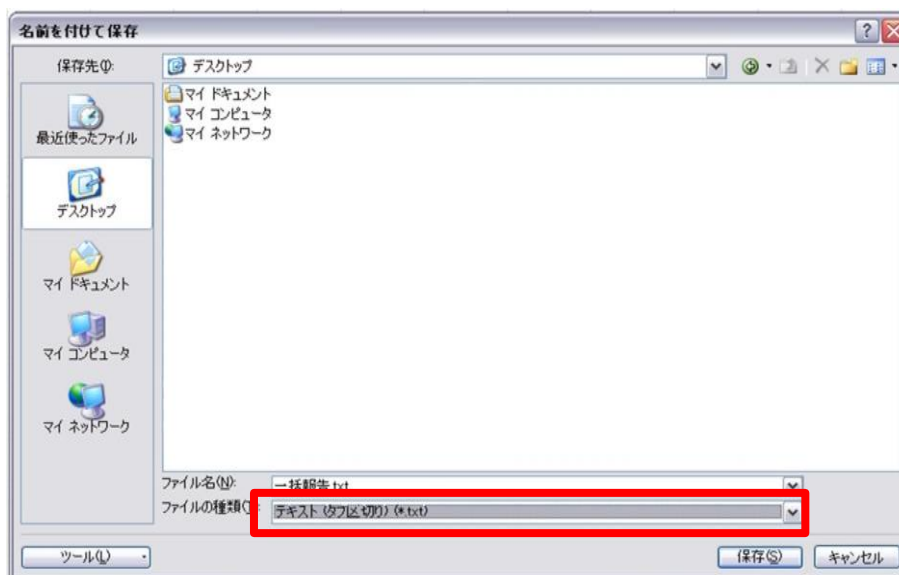 名前を付けて保存
保存先(I):
デスクトップ
マイ ドキュメント
マイ コンピュータ
マイ ネットワーク
最近使ったファイル
デスクトップ
マイ ドキュメント
マイ コンピュータ
マイ ネットワーク
ファイル名(N):
一括報告.txt
ファイルの種類(T):
テキスト (タブ区切り) (*.txt)
ツール(L)
保存(S)
キャンセル